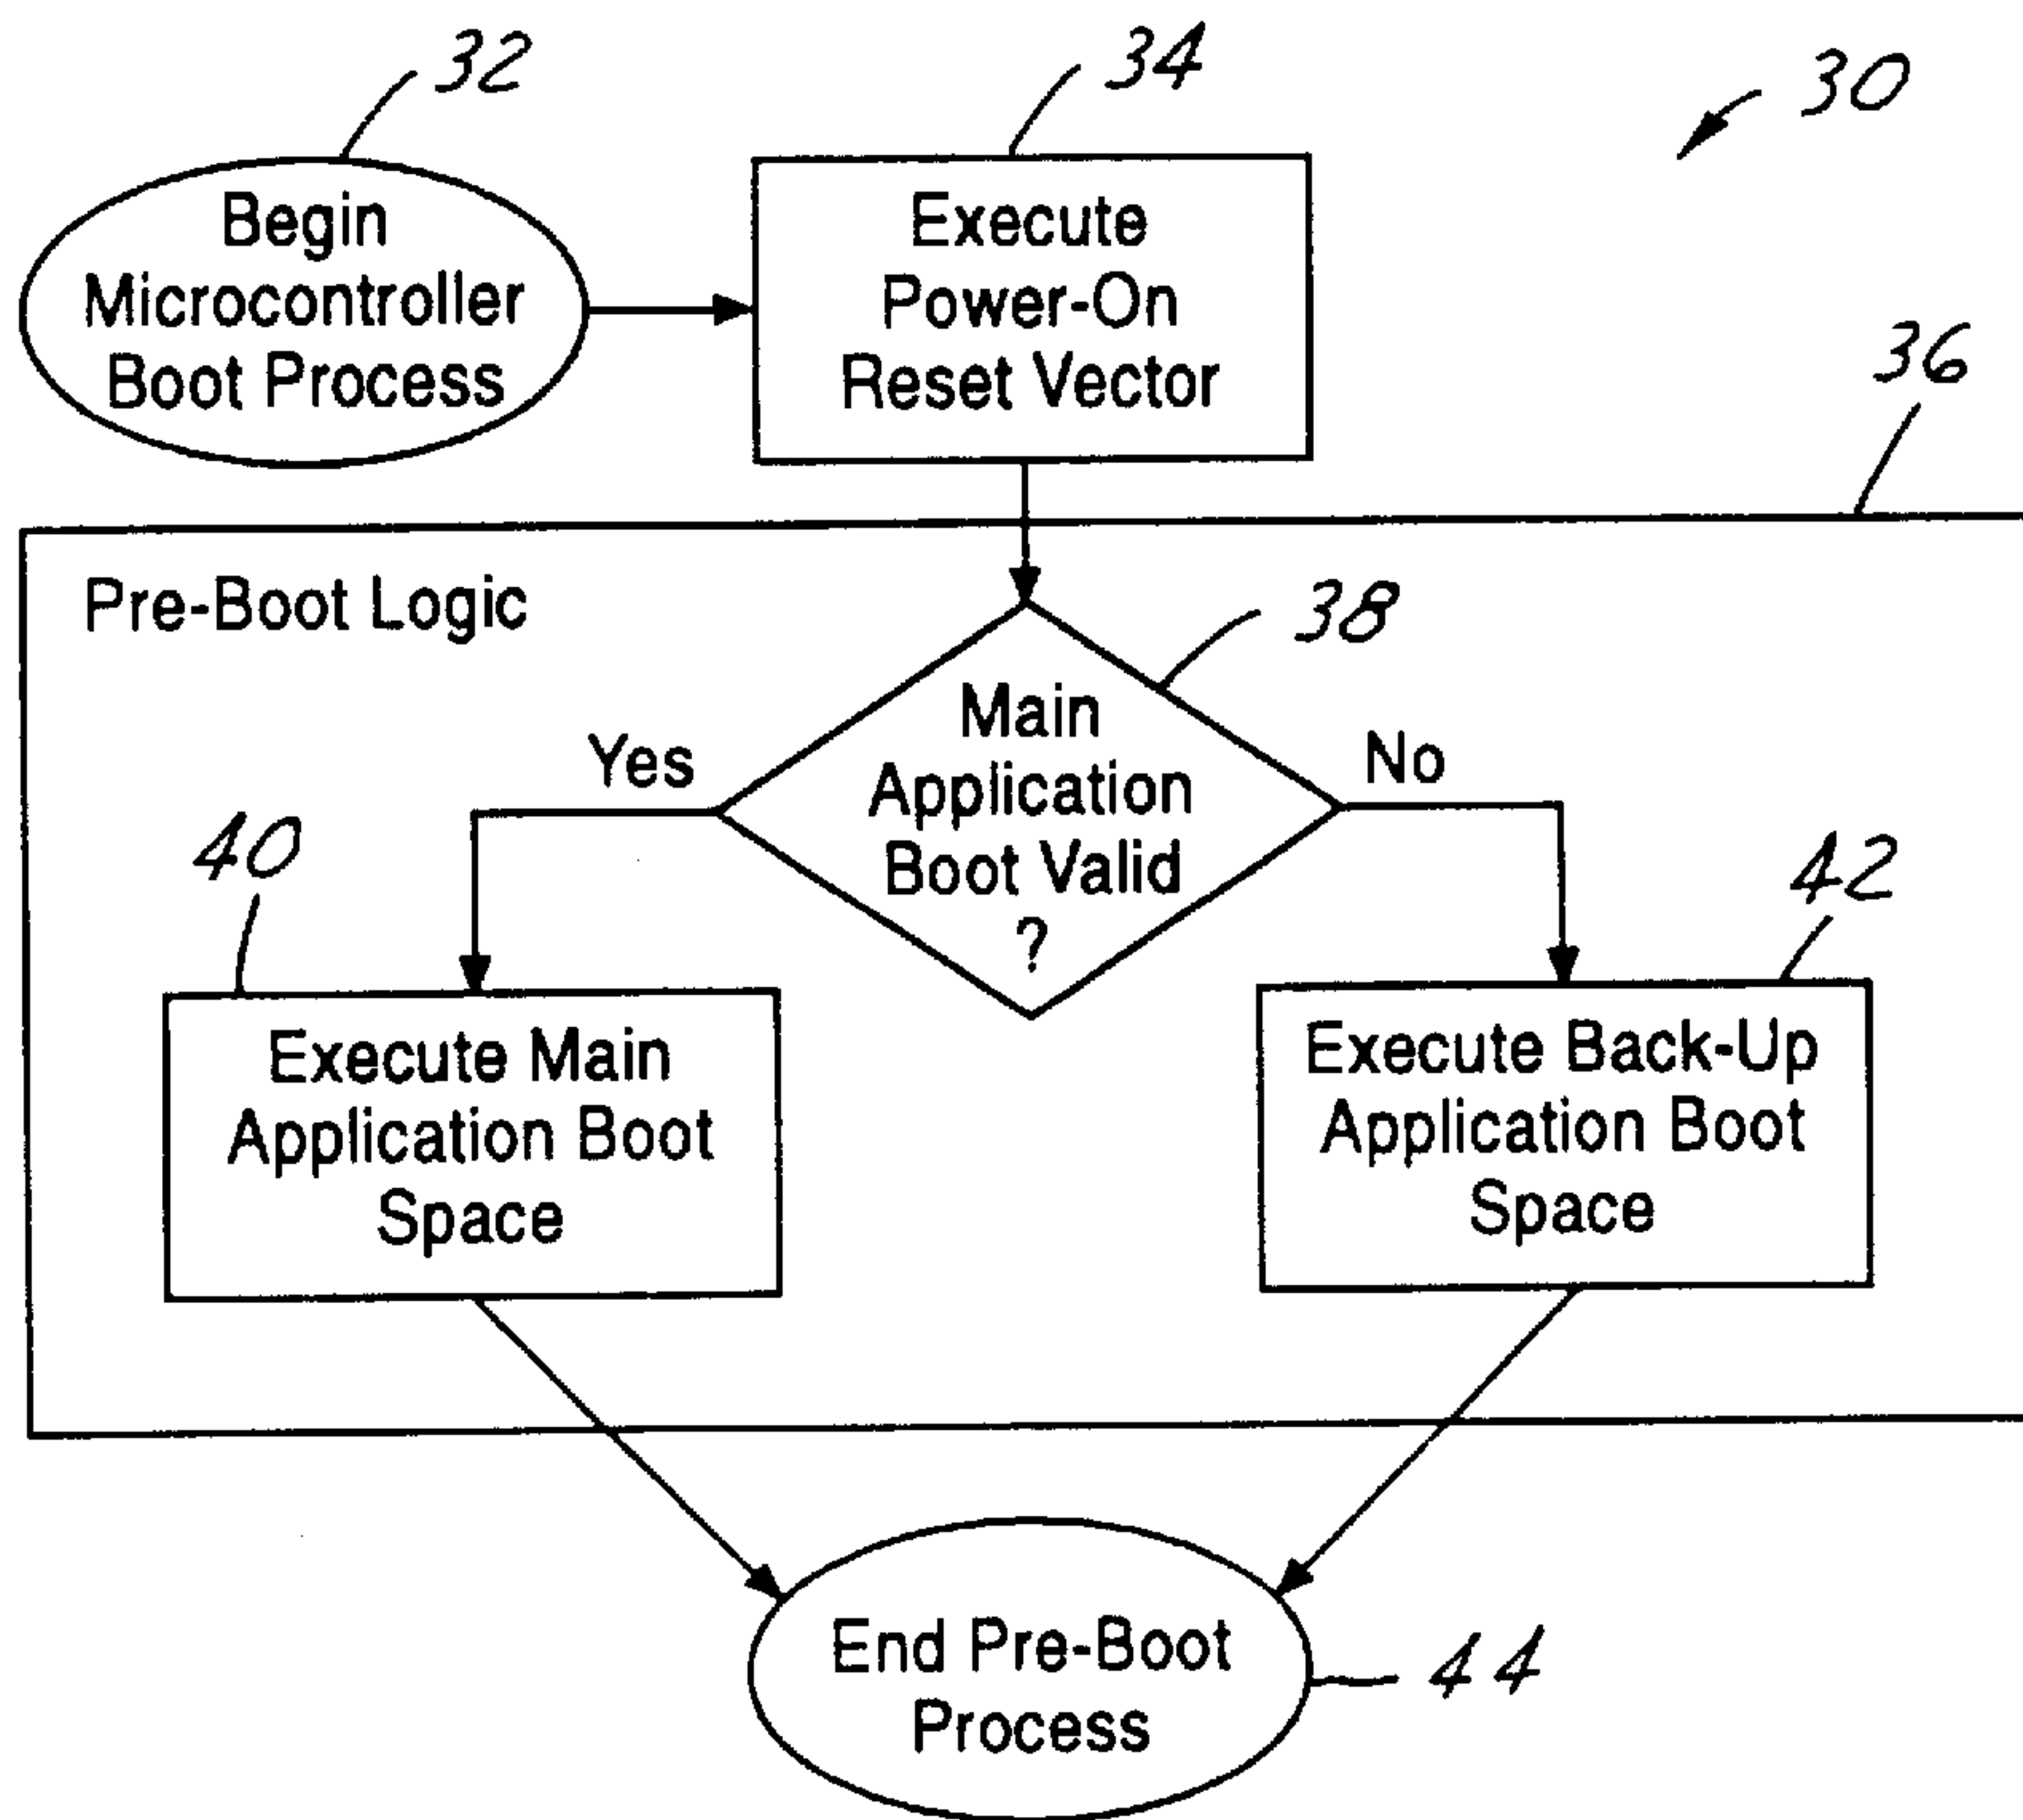 32
34
30
Begin
Microcontroller
Boot Process
Execute
Power-On
Reset Vector
36
Pre-Boot Logic
38
Main
Application
Boot Valid
?
Yes
No
40
42
Execute Main
Application Boot
Space
Execute Back-Up
Application Boot
Space
End Pre-Boot
Process
44